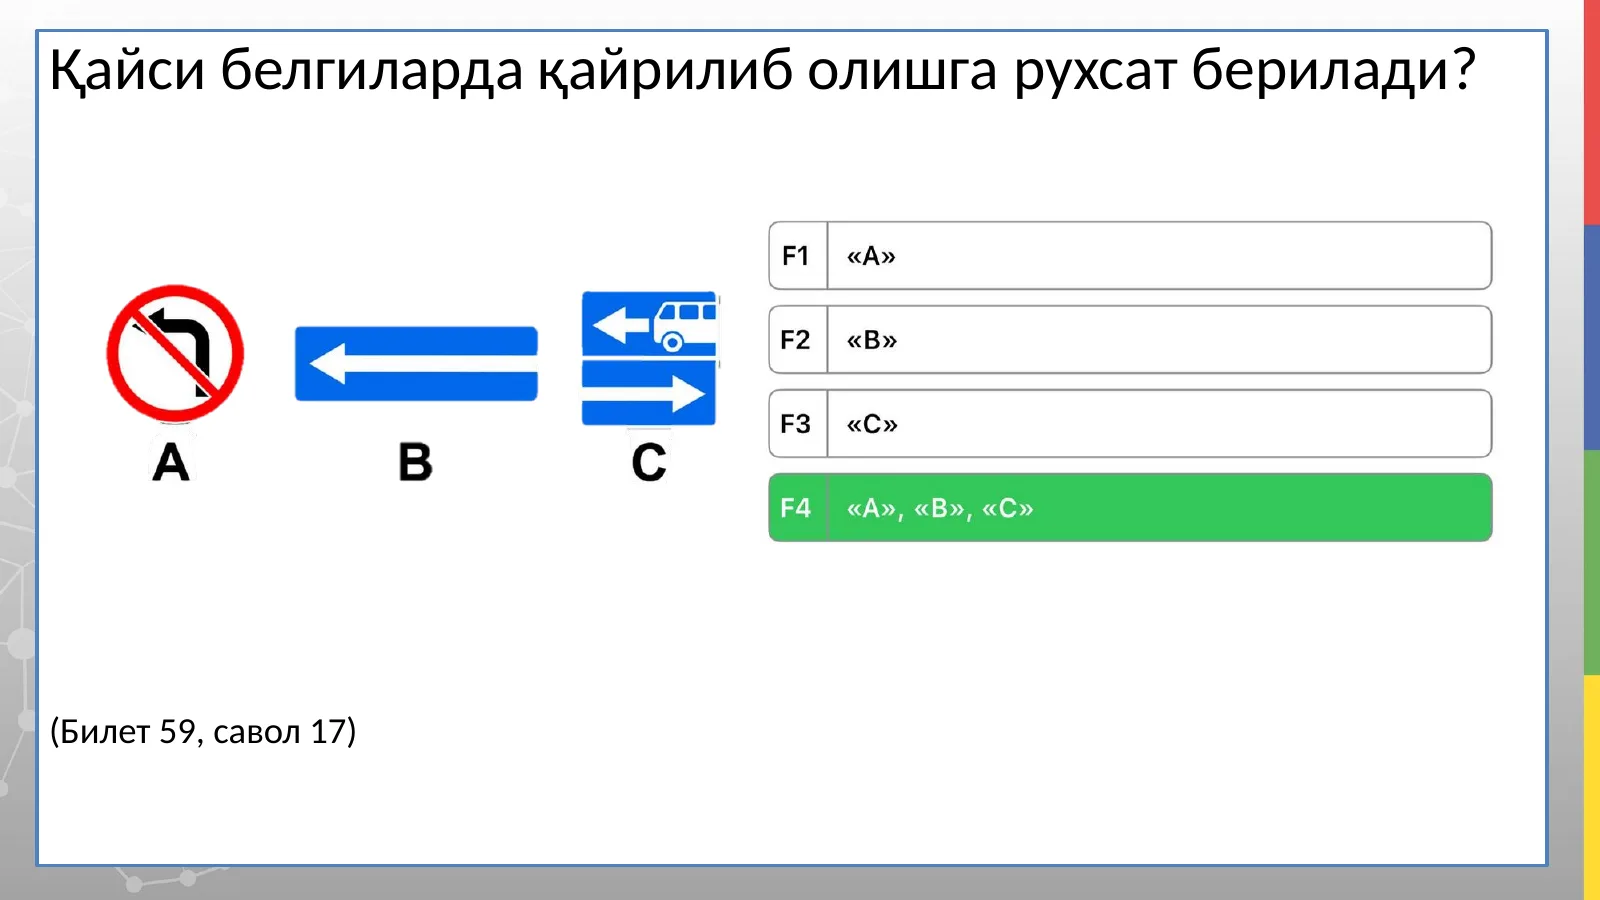 Қайси белгиларда қайрилиб олишга рухсат берилади?
F1 «A»
F2 «B»
F3 «C»
F4 «A», «B», «C»
A B C
(Билет 59, савол 17)